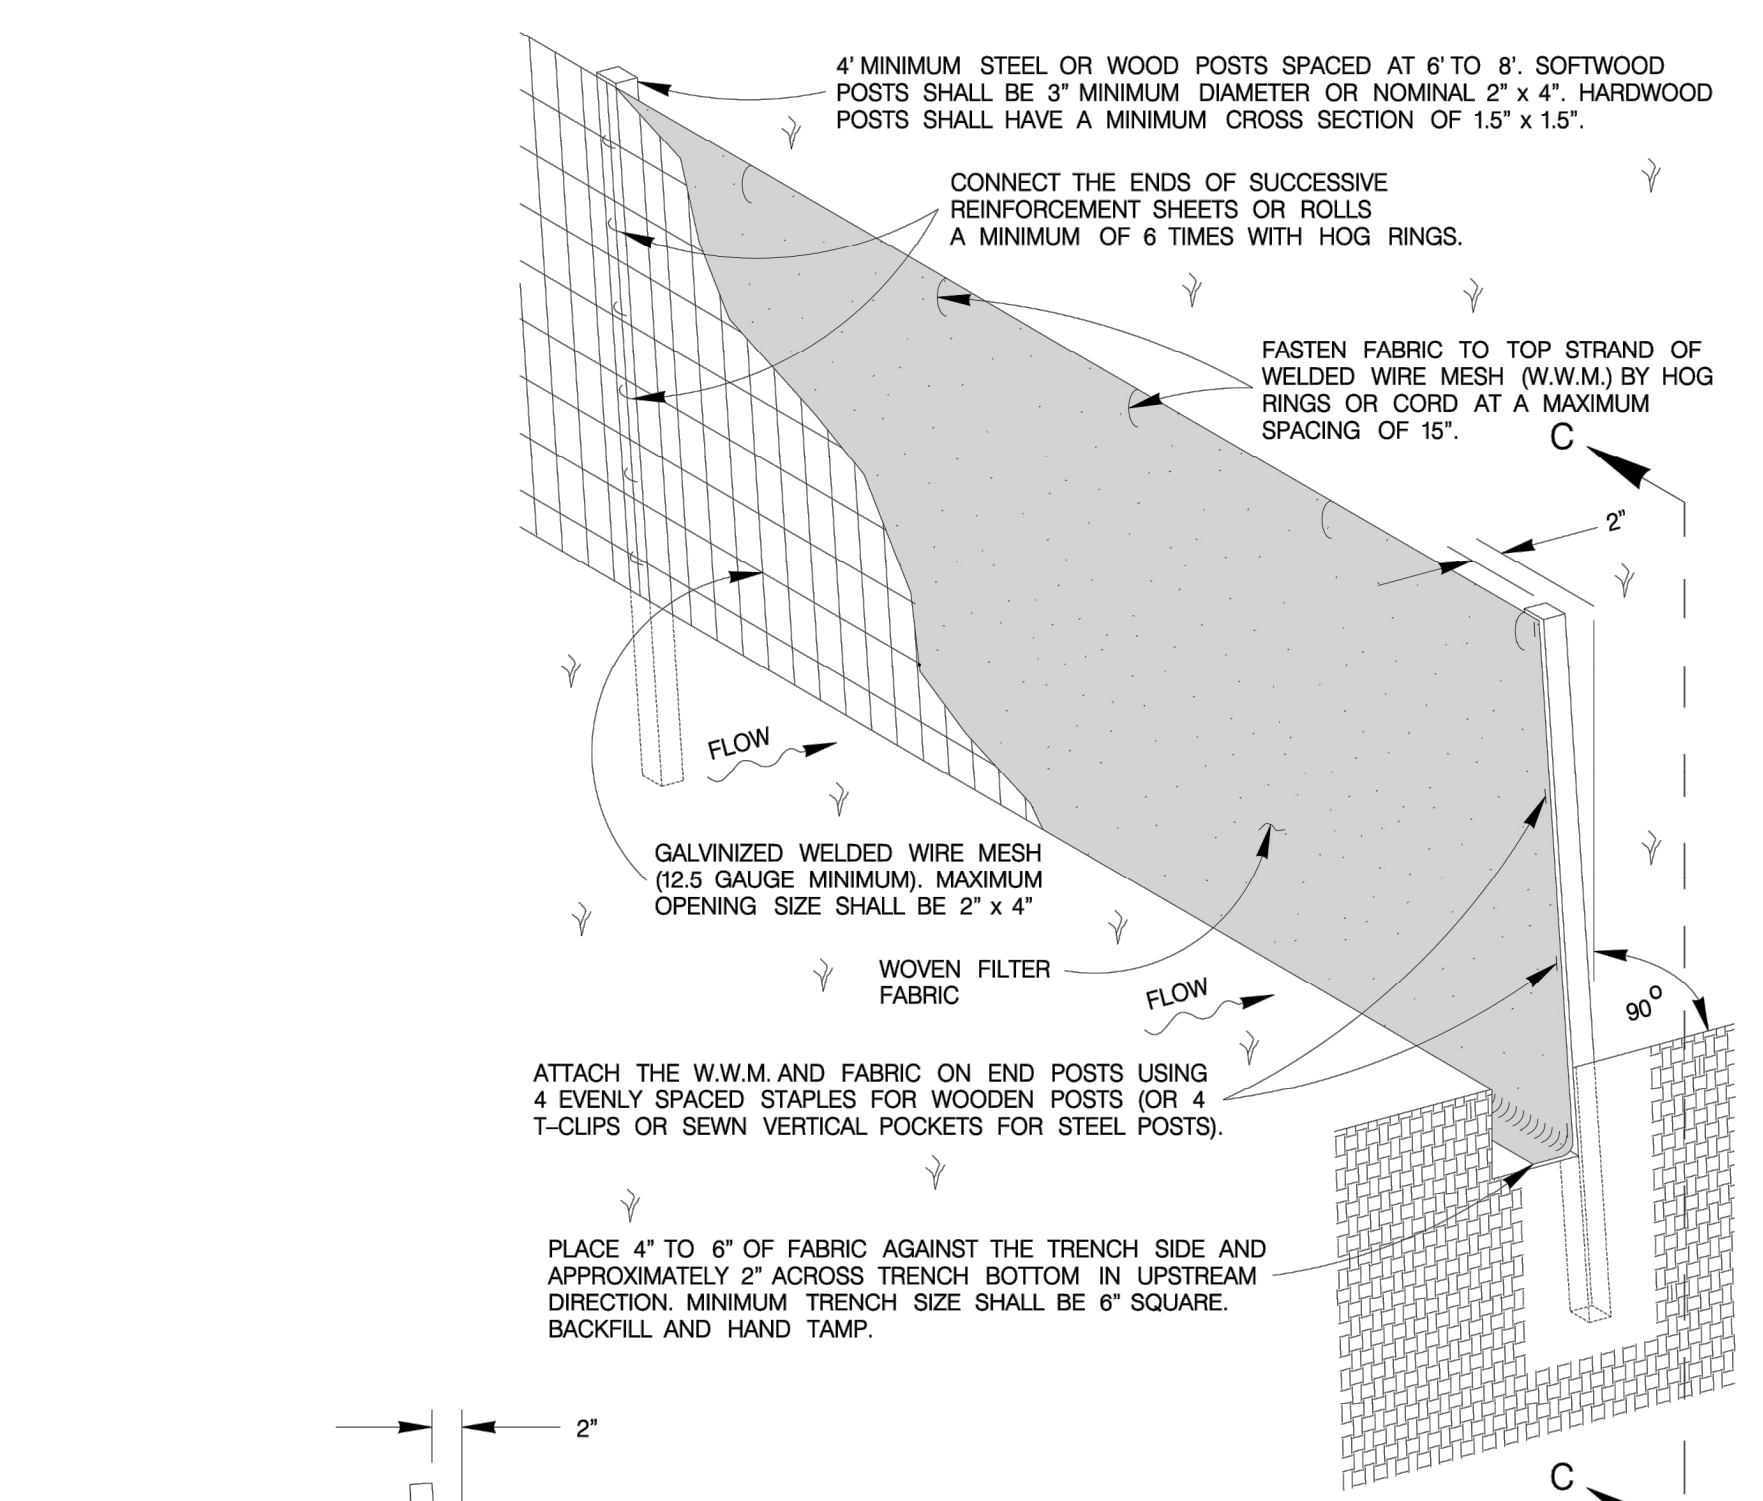 4' MINIMUM STEEL OR WOOD POSTS SPACED AT 6' TO 8'. SOFTWOOD
POSTS SHALL BE 3" MINIMUM DIAMETER OR NOMINAL 2" x 4". HARDWOOD
POSTS SHALL HAVE A MINIMUM CROSS SECTION OF 1.5" x 1.5".
CONNECT THE ENDS OF SUCCESSIVE
REINFORCEMENT SHEETS OR ROLLS
A MINIMUM OF 6 TIMES WITH HOG RINGS.
FASTEN FABRIC TO TOP STRAND OF
WELDED WIRE MESH (W.W.M.) BY HOG
RINGS OR CORD AT A MAXIMUM
SPACING OF 15".
C
2"
FLOW
GALVINIZED WELDED WIRE MESH
(12.5 GAUGE MINIMUM). MAXIMUM
OPENING SIZE SHALL BE 2" x 4"
WOVEN FILTER
FABRIC
FLOW
90°
ATTACH THE W.W.M. AND FABRIC ON END POSTS USING
4 EVENLY SPACED STAPLES FOR WOODEN POSTS (OR 4
T–CLIPS OR SEWN VERTICAL POCKETS FOR STEEL POSTS).
PLACE 4" TO 6" OF FABRIC AGAINST THE TRENCH SIDE AND
APPROXIMATELY 2" ACROSS TRENCH BOTTOM IN UPSTREAM
DIRECTION. MINIMUM TRENCH SIZE SHALL BE 6" SQUARE.
BACKFILL AND HAND TAMP.
2"
C